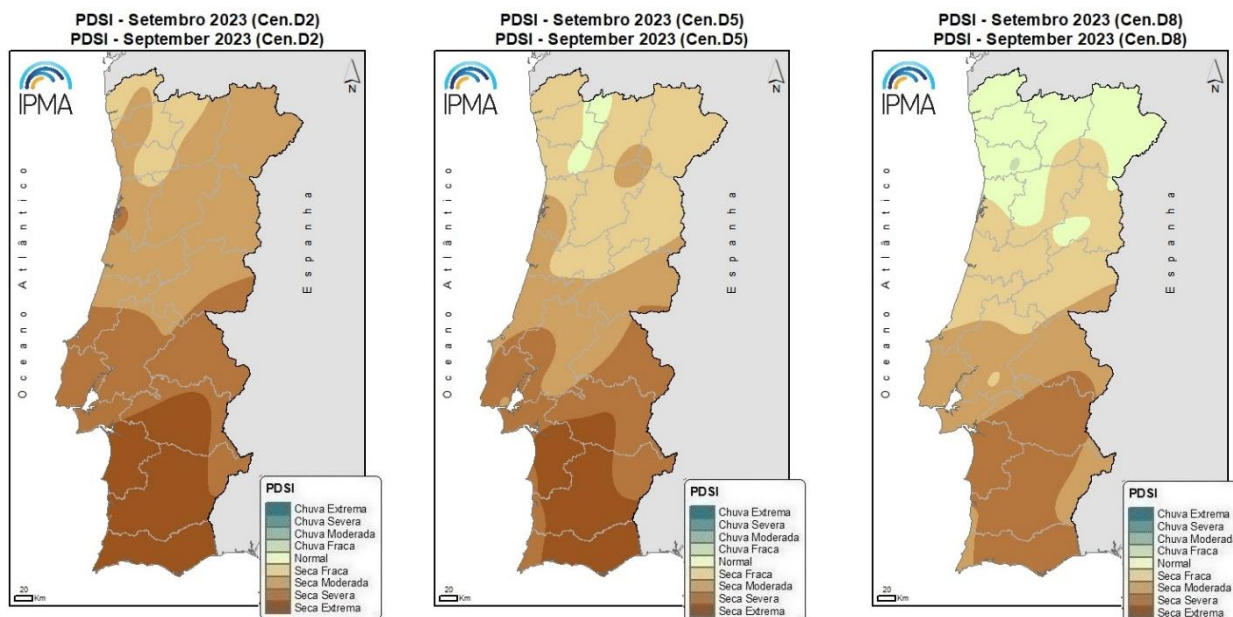 PDSI - Setembro 2023 (Cen.D2)
PDSI - September 2023 (Cen.D2)
IPMA
N
Oceano Atlântico
Espanha
PDSI
Chuva Extrema
Chuva Severa
Chuva Moderada
Chuva Fraca
Normal
Seca Fraca
Seca Moderada
Seca Severa
Seca Extrema
20
Km
PDSI - Setembro 2023 (Cen.D5)
PDSI - September 2023 (Cen.D5)
IPMA
N
Oceano Atlântico
Espanha
PDSI
Chuva Extrema
Chuva Severa
Chuva Moderada
Chuva Fraca
Normal
Seca Fraca
Seca Moderada
Seca Severa
Seca Extrema
20
Km
PDSI - Setembro 2023 (Cen.D8)
PDSI - September 2023 (Cen.D8)
IPMA
N
Oceano Atlântico
Espanha
PDSI
Chuva Extrema
Chuva Severa
Chuva Moderada
Chuva Fraca
Normal
Seca Fraca
Seca Moderada
Seca Severa
Seca Extrema
20
Km